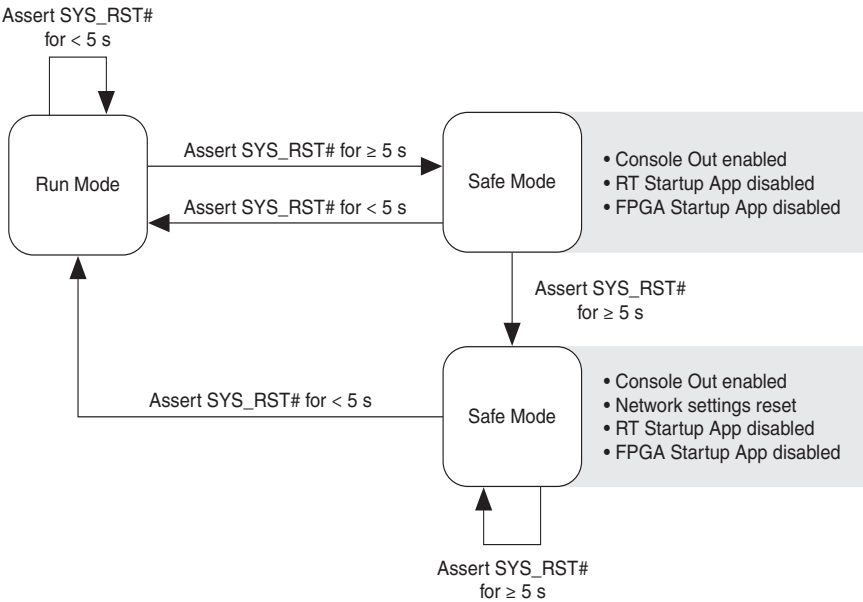 Assert SYS_RST#
for < 5 s
Run Mode
Assert SYS_RST# for ≥ 5 s
Assert SYS_RST# for < 5 s
Safe Mode
• Console Out enabled
• RT Startup App disabled
• FPGA Startup App disabled
Assert SYS_RST#
for ≥ 5 s
Assert SYS_RST# for < 5 s
Safe Mode
• Console Out enabled
• Network settings reset
• RT Startup App disabled
• FPGA Startup App disabled
Assert SYS_RST#
for ≥ 5 s